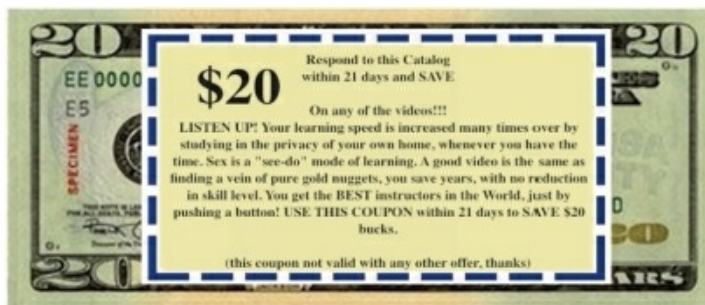 20
20
EE 0000
E5
SPECIMEN
$20
Respond to this Catalog
within 21 days and SAVE
On any of the videos!!!
LISTEN UP! Your learning speed is increased many times over by
studying in the privacy of your own home, whenever you have the
time. Sex is a "see-do" mode of learning. A good video is the same as
finding a vein of pure gold nuggets, you save years, with no reduction
in skill level. You get the BEST instructors in the World, just by
pushing a button! USE THIS COUPON within 21 days to SAVE $20
bucks.
(this coupon not valid with any other offer, thanks)
20
20